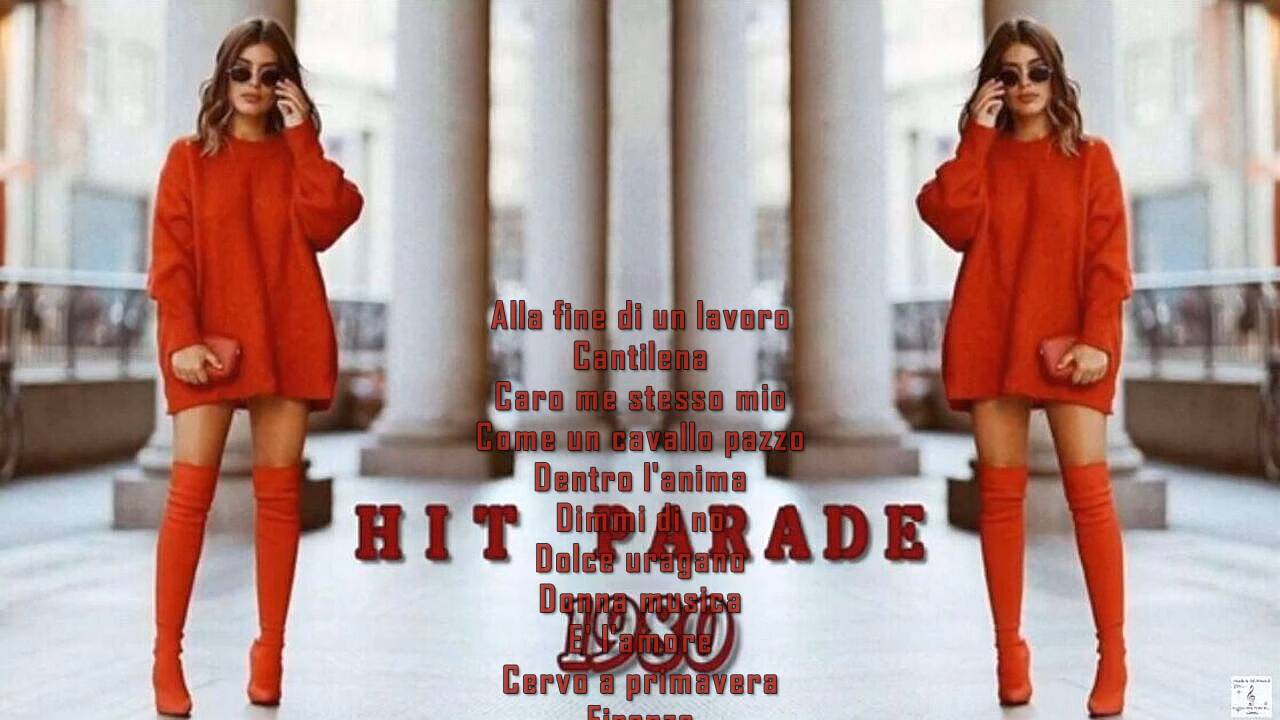 Alla fine di un lavoro
Cantilena
Caro me stesso mio
Come un cavallo pazzo
Dentro l'anima
Dimmi di no
HIT PARADE
Dolce uragano
Donna musica
E' l'amore
1980
Cervo a primavera